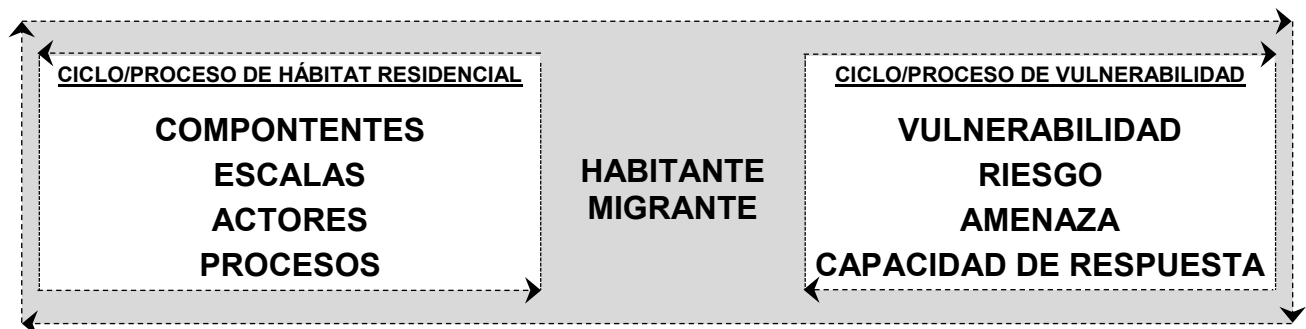 CICLO/PROCESO DE HÁBITAT RESIDENCIAL
COMPONTENTES
ESCALAS
ACTORES
PROCESOS
HABITANTE
MIGRANTE
CICLO/PROCESO DE VULNERABILIDAD
VULNERABILIDAD
RIESGO
AMENAZA
CAPACIDAD DE RESPUESTA